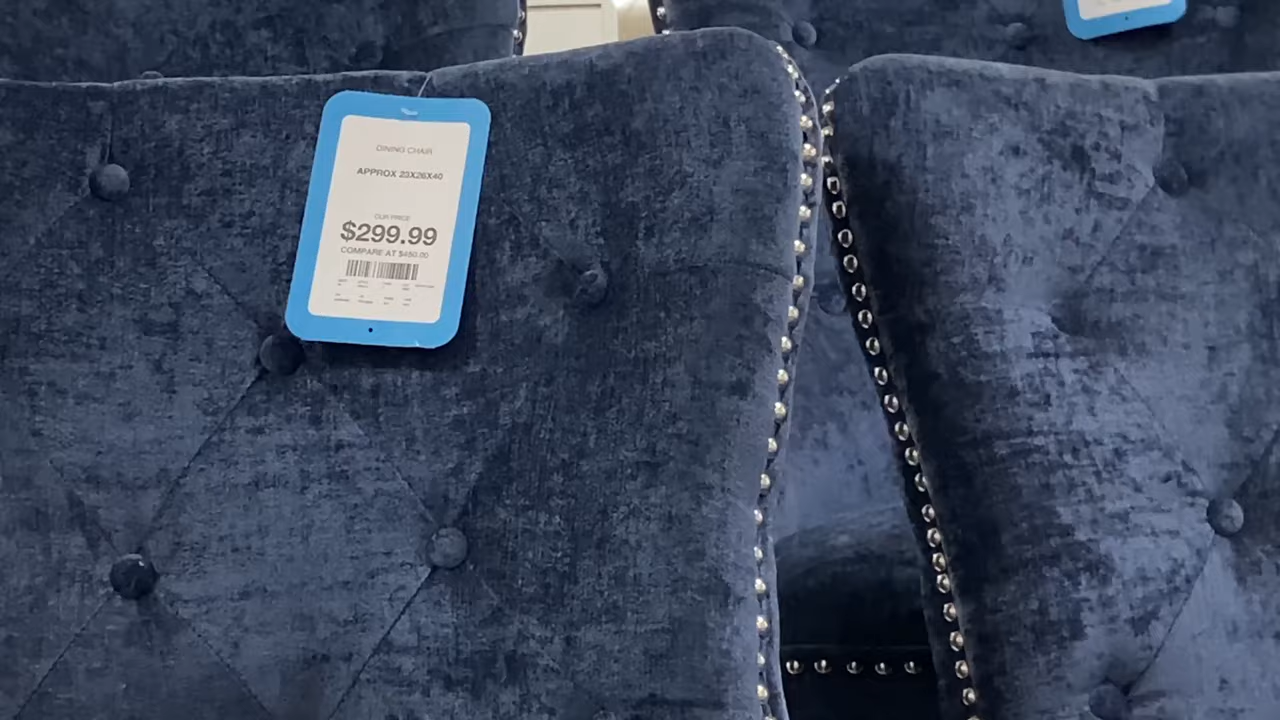 DINING CHAIR
APPROX 23X26X40
OUR PRICE
$299.99
COMPARE AT $450.00